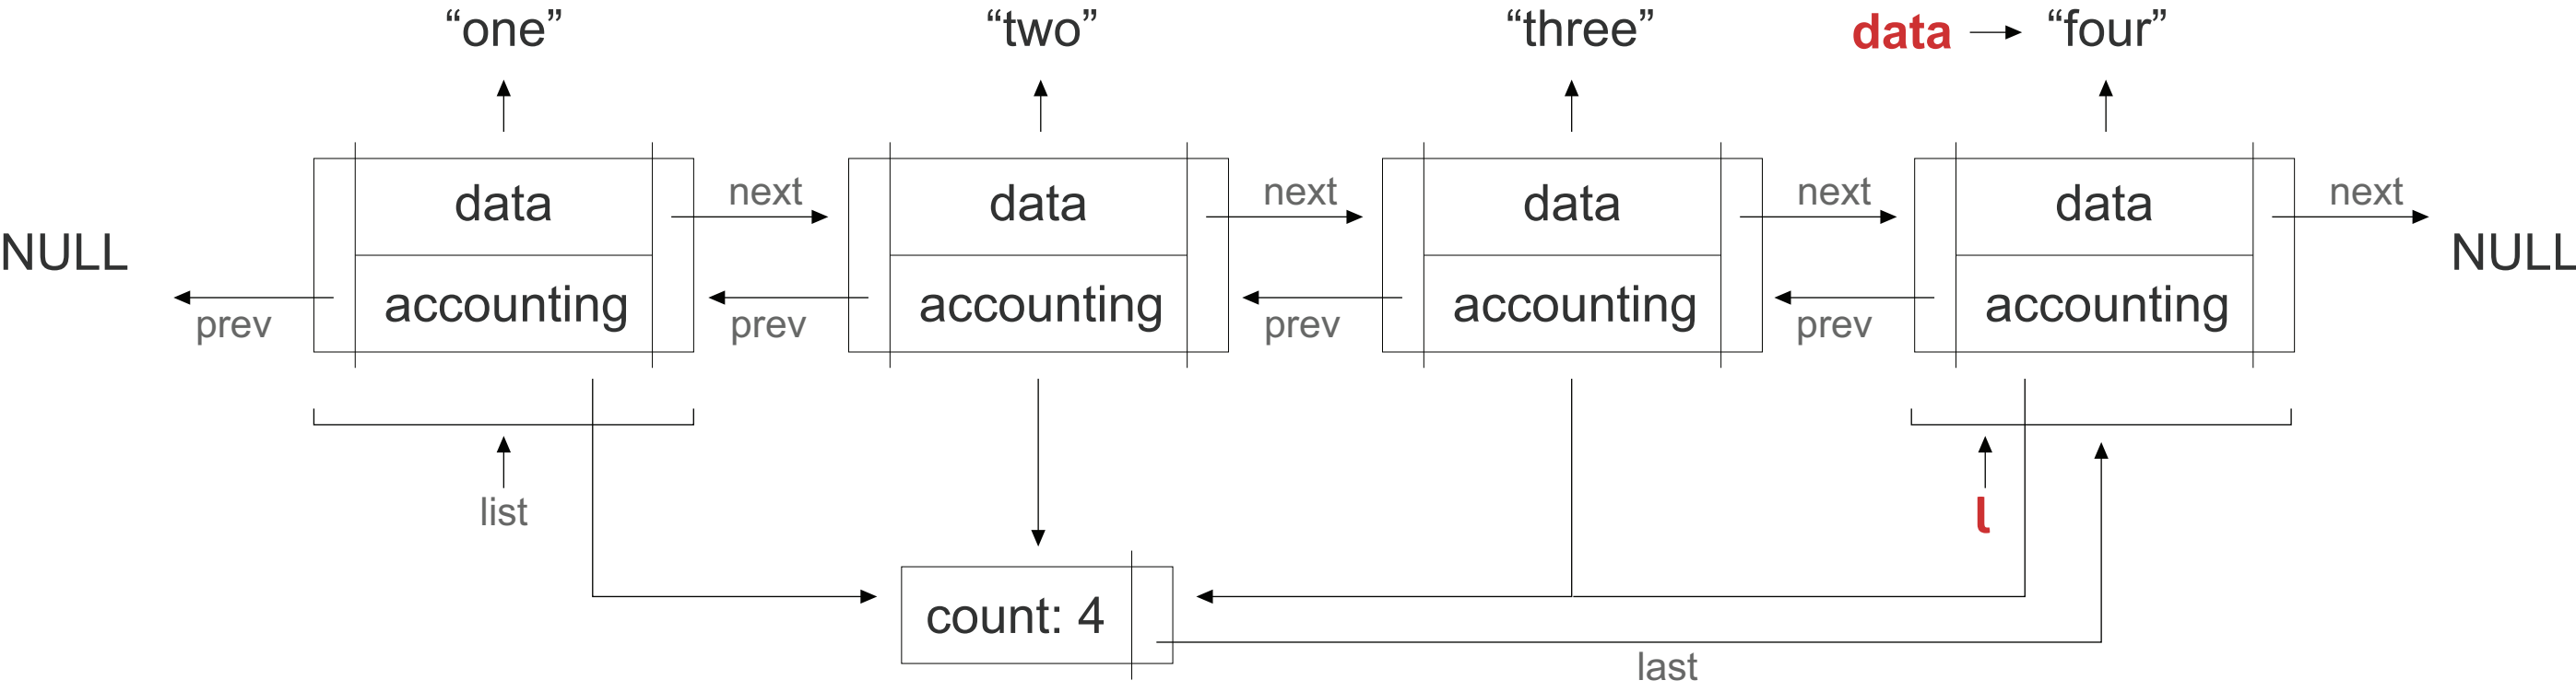 “one”
“two”
“three”
data
“four”
data
next
data
next
data
next
data
next
NULL
NULL
accounting
accounting
accounting
accounting
prev
prev
prev
prev
list
l
count: 4
last